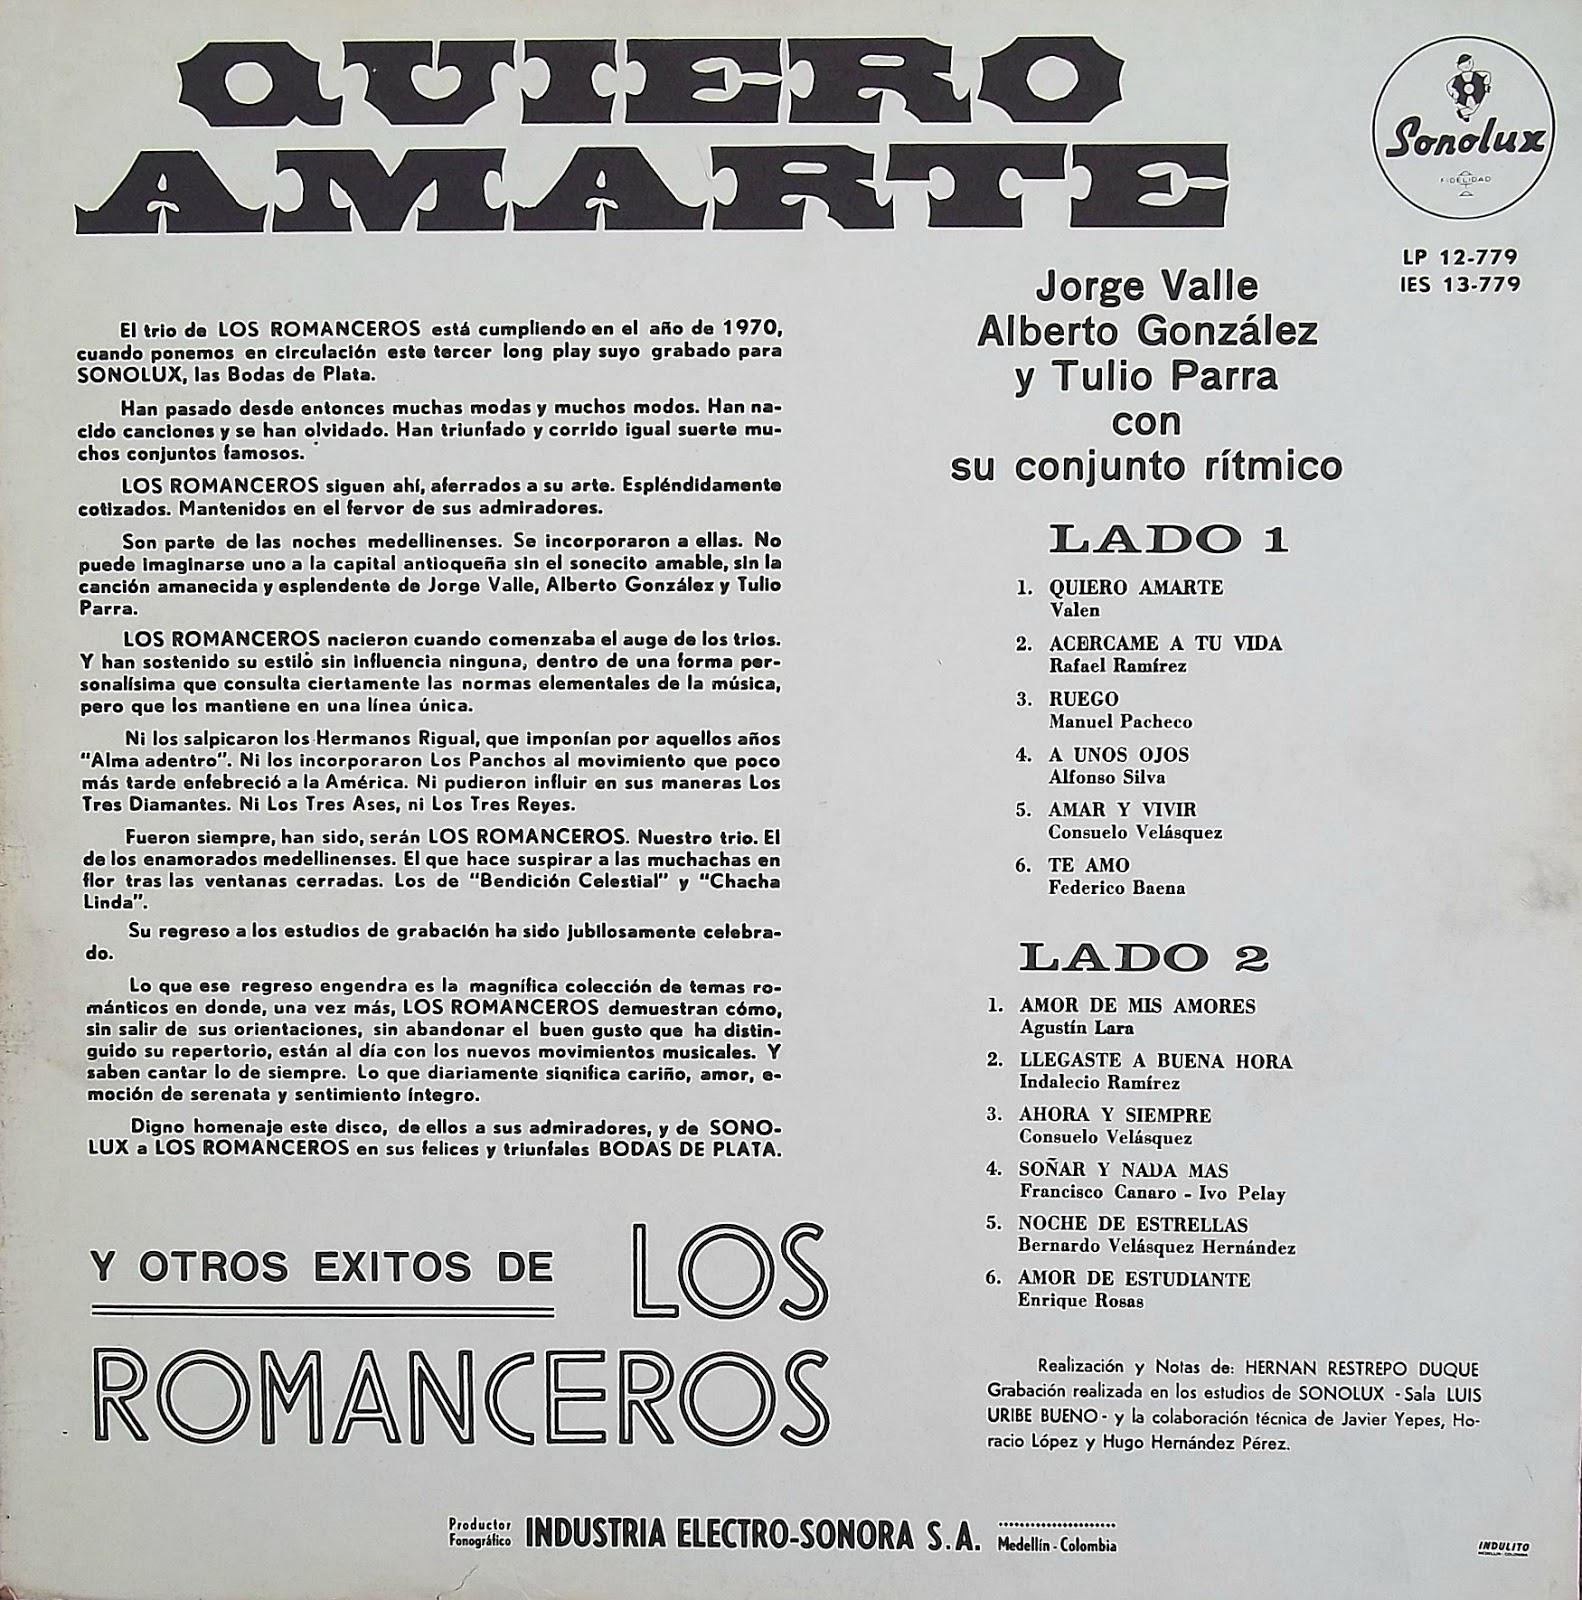 QUIERO
AMARTE
Sonolux
FIDELIDAD
LP 12-779
IES 13-779
El trio de LOS ROMANCEROS está cumpliendo en el año de 1970,
cuando ponemos en circulación este tercer long play suyo grabado para
SONOLUX, las Bodas de Plata.
Han pasado desde entonces muchas modas y muchos modos. Han na-
cido canciones y se han olvidado. Han triunfado y corrido igual suerte mu-
chos conjuntos famosos.
LOS ROMANCEROS siguen ahí, aferrados a su arte. Espléndidamente
cotizados. Mantenidos en el fervor de sus admiradores.
Son parte de las noches medellinenses. Se incorporaron a ellas. No
puede imaginarse uno a la capital antioqueña sin el sonecito amable, sin la
canción amanecida y esplendente de Jorge Valle, Alberto González y Tulio
Parra.
LOS ROMANCEROS nacieron cuando comenzaba el auge de los trios.
Y han sostenido su estilo sin influencia ninguna, dentro de una forma per-
sonalísima que consulta ciertamente las normas elementales de la música,
pero que los mantiene en una línea única.
Ni los salpicaron los Hermanos Rigual, que imponían por aquellos años
"Alma adentro". Ni los incorporaron Los Panchos al movimiento que poco
más tarde enfebreció a la América. Ni pudieron influir en sus maneras Los
Tres Diamantes. Ni Los Tres Ases, ni Los Tres Reyes.
Fueron siempre, han sido, serán LOS ROMANCEROS. Nuestro trio. El
de los enamorados medellinenses. El que hace suspirar a las muchachas en
flor tras las ventanas cerradas. Los de "Bendición Celestial" y "Chacha
Linda".
Su regreso a los estudios de grabación ha sido jubilosamente celebra-
do.
Lo que ese regreso engendra es la magnífica colección de temas ro-
mánticos en donde, una vez más, LOS ROMANCEROS demuestran cómo,
sin salir de sus orientaciones, sin abandonar el buen gusto que ha distin-
guido su repertorio, están al día con los nuevos movimientos musicales. Y
saben cantar lo de siempre. Lo que diariamente significa cariño, amor, e-
moción de serenata y sentimiento íntegro.
Digno homenaje este disco, de ellos a sus admiradores, y de SONO-
LUX a LOS ROMANCEROS en sus felices y triunfales BODAS DE PLATA.
Y OTROS EXITOS DE LOS
ROMANCEROS
Jorge Valle
Alberto González
y Tulio Parra
con
su conjunto rítmico
LADO 1
1. QUIERO AMARTE
Valen
2. ACERCAME A TU VIDA
Rafael Ramírez
3. RUEGO
Manuel Pacheco
4. A UNOS OJOS
Alfonso Silva
5. AMAR Y VIVIR
Consuelo Velásquez
6. TE AMO
Federico Baena
LADO 2
1. AMOR DE MIS AMORES
Agustín Lara
2. LLEGASTE A BUENA HORA
Indalecio Ramírez
3. AHORA Y SIEMPRE
Consuelo Velásquez
4. SOÑAR Y NADA MAS
Francisco Canaro - Ivo Pelay
5. NOCHE DE ESTRELLAS
Bernardo Velásquez Hernández
6. AMOR DE ESTUDIANTE
Enrique Rosas
Realización y Notas de: HERNAN RESTREPO DUQUE
Grabación realizada en los estudios de SONOLUX - Sala LUIS
URIBE BUENO - y la colaboración técnica de Javier Yepes, Ho-
racio López y Hugo Hernández Pérez.
Productor
Fonográfico
INDUSTRIA ELECTRO-SONORA S.A.
Medellín - Colombia
INDULITO
MEDELLIN - COLOMBIA